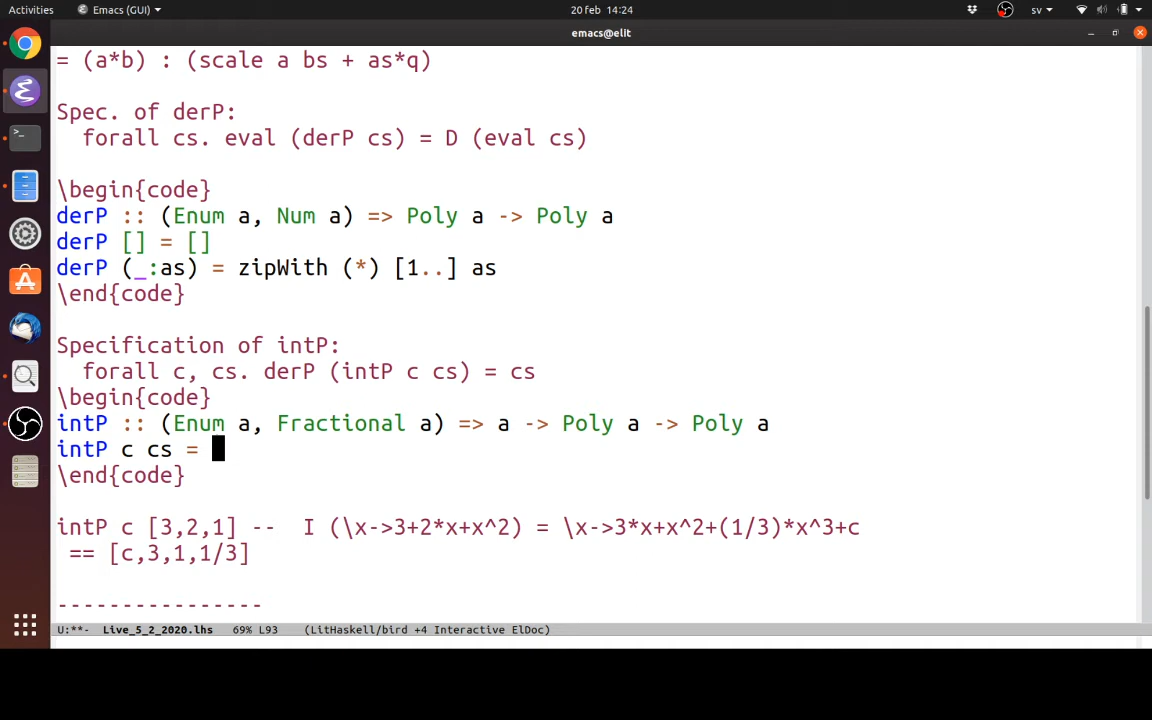 Activities
Emacs (GUI)
20 feb 14:24
sv
emacs@elit
= (a*b) : (scale a bs + as*q)
Spec. of derP:
forall cs. eval (derP cs) = D (eval cs)
\begin{code}
derP :: (Enum a, Num a) => Poly a -> Poly a
derP [] = []
derP (_:as) = zipWith (*) [1..] as
\end{code}
Specification of intP:
forall c, cs. derP (intP c cs) = cs
\begin{code}
intP :: (Enum a, Fractional a) => a -> Poly a -> Poly a
intP c cs =
\end{code}
intP c [3,2,1] -- I (\x->3+2*x+x^2) = \x->3*x+x^2+(1/3)*x^3+c
== [c,3,1,1/3]
----------------
U:**- Live_5_2_2020.lhs 69% L93 (LitHaskell/bird +4 Interactive ElDoc)